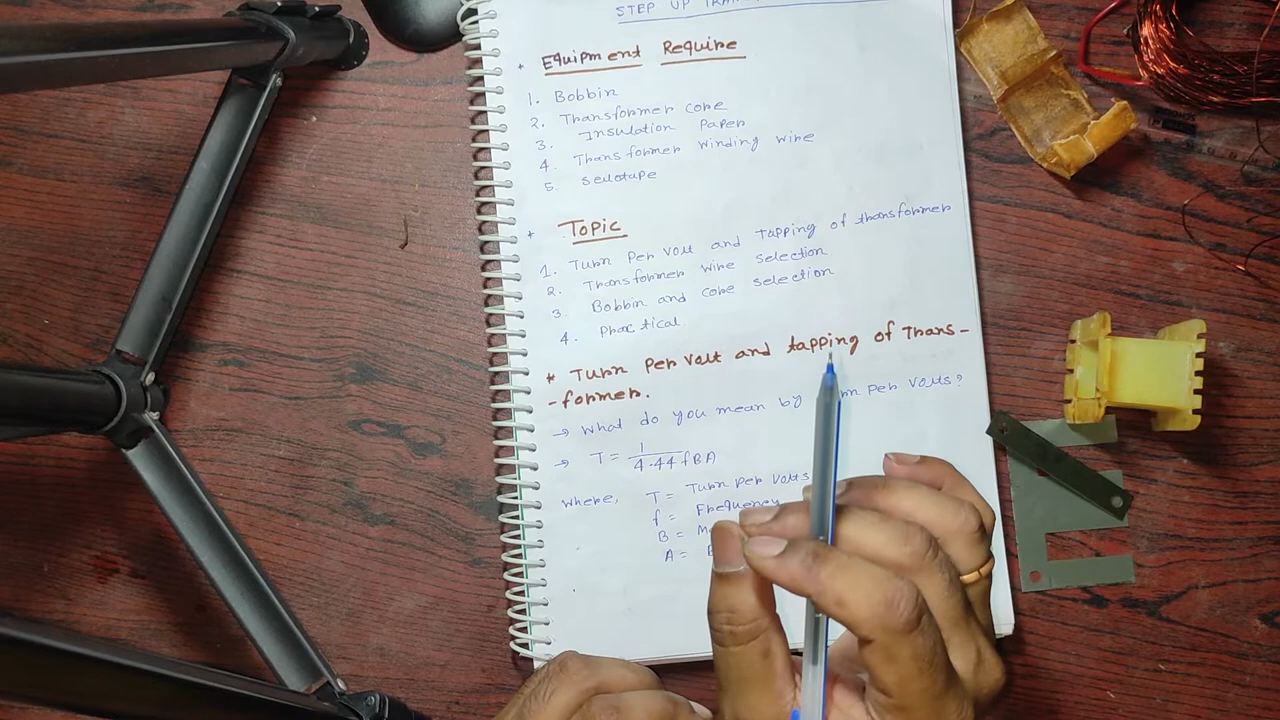 STEP UP
* Equipment Require
1. Bobbin
2. Transformer core
3. Insulation Paper
4. Transformer winding wire
5. sellotape
* Topic
1. Turn per volt and tapping of transformer
2. Transformer wire selection
3. Bobbin and core selection
4. Practical
* Turn per volt and tapping of Trans-
-former.
→ What do you mean by per volts?
→ T = 1/4.44fBA
where, T = Turn per volts
f = Frequency
B =
A =